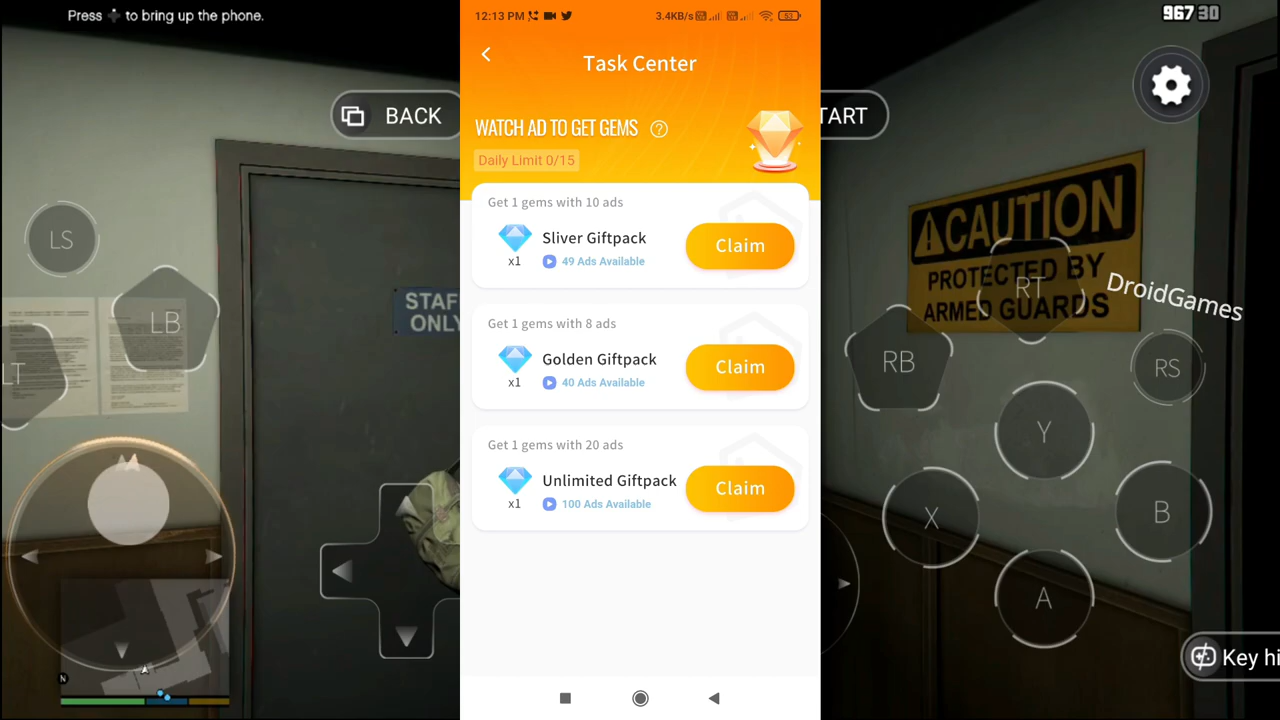 Press to bring up the phone.
BACK
LS
LB
LT
STAF
ONLY
N
12:13 PM
3.4KB/s
53
Task Center
WATCH AD TO GET GEMS ?
Daily Limit 0/15
Get 1 gems with 10 ads
Sliver Giftpack
x1
49 Ads Available
Claim
Get 1 gems with 8 ads
Golden Giftpack
x1
40 Ads Available
Claim
Get 1 gems with 20 ads
Unlimited Giftpack
x1
100 Ads Available
Claim
967 30
TART
CAUTION
PROTECTED BY
ARMED GUARDS
RT
DroidGames
RB
RS
Y
X
B
A
Key hi